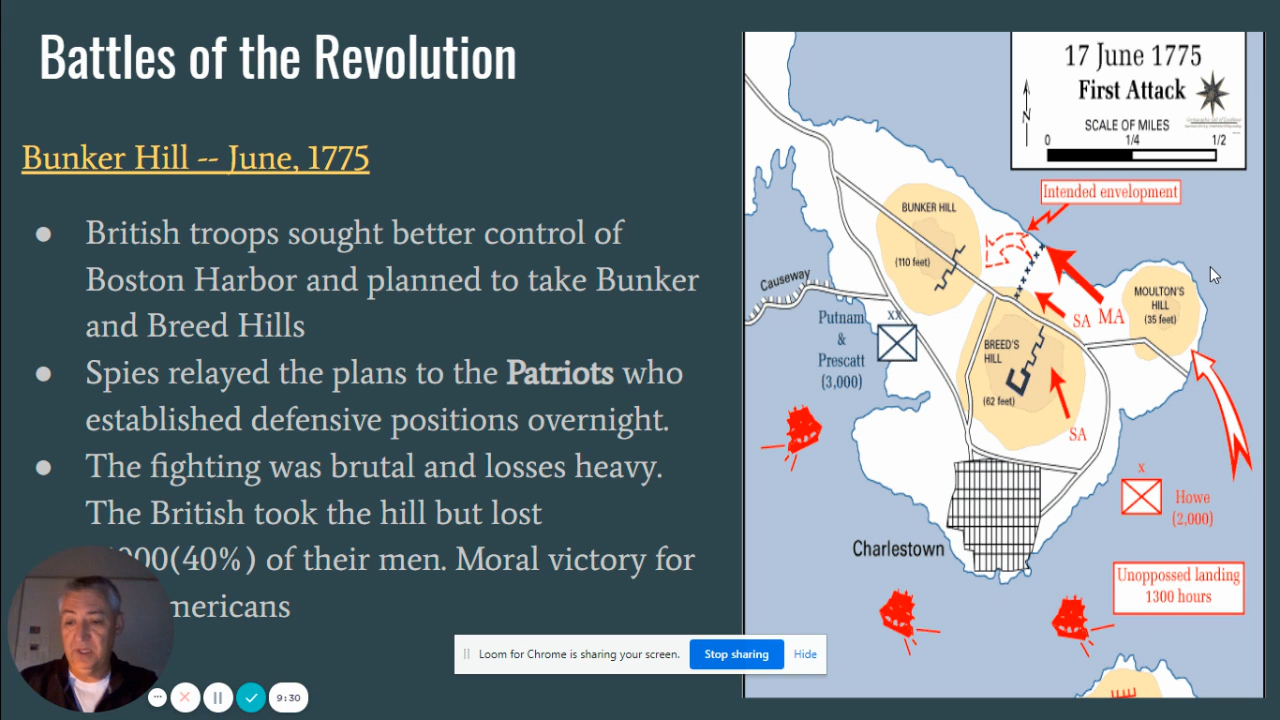 Battles of the Revolution
Bunker Hill -- June, 1775
● British troops sought better control of
Boston Harbor and planned to take Bunker
and Breed Hills
● Spies relayed the plans to the Patriots who
established defensive positions overnight.
● The fighting was brutal and losses heavy.
The British took the hill but lost
(40%) of their men. Moral victory for
17 June 1775
First Attack
N
SCALE OF MILES
0 1/4 1/2
Intended envelopment
BUNKER HILL
(110 feet)
Causeway
MOULTON'S
HILL
(35 feet)
SA MA
XX
Putnam
&
Prescatt
(3,000)
BREED'S
HILL
(62 feet)
SA
X
Howe
(2,000)
Charlestown
Unoppossed landing
1300 hours
Loom for Chrome is sharing your screen.
Stop sharing
Hide
9:30